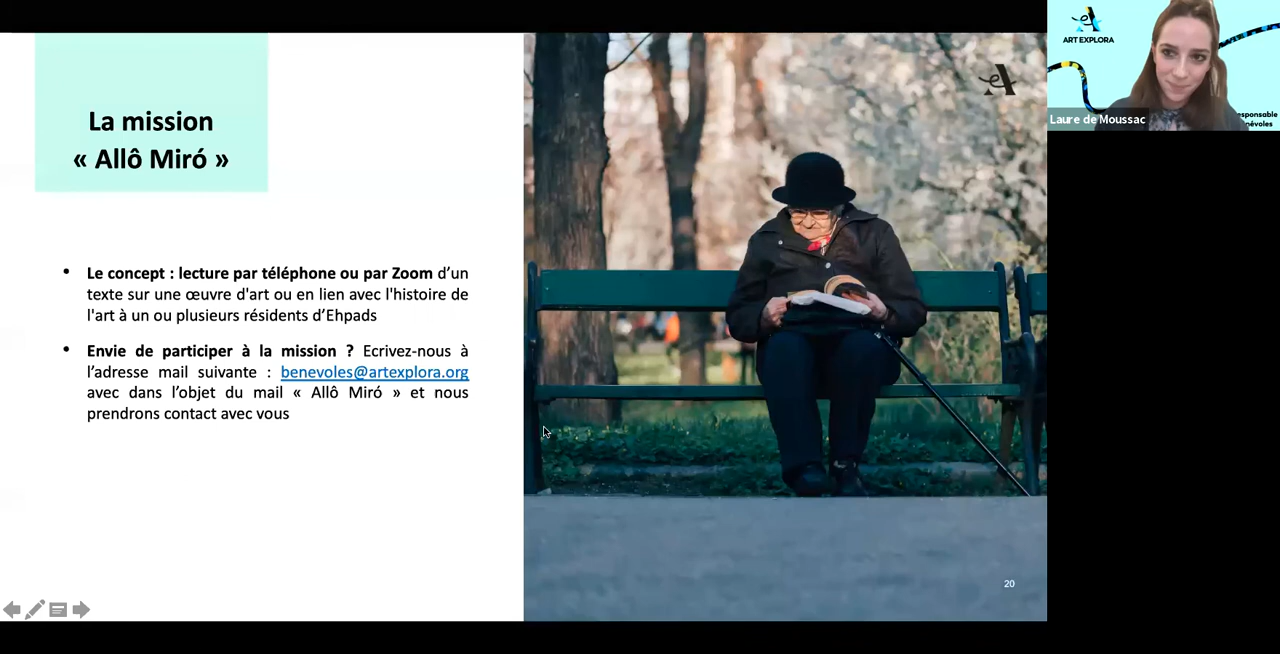 La mission
« Allô Miró »
• Le concept : lecture par téléphone ou par Zoom d’un
texte sur une œuvre d'art ou en lien avec l'histoire de
l'art à un ou plusieurs résidents d’Ehpads
• Envie de participer à la mission ? Ecrivez-nous à
l’adresse mail suivante : benevoles@artexplora.org
avec dans l’objet du mail « Allô Miró » et nous
prendrons contact avec vous
20
ART EXPLORA
Laure de Moussac
esponsable
névoles